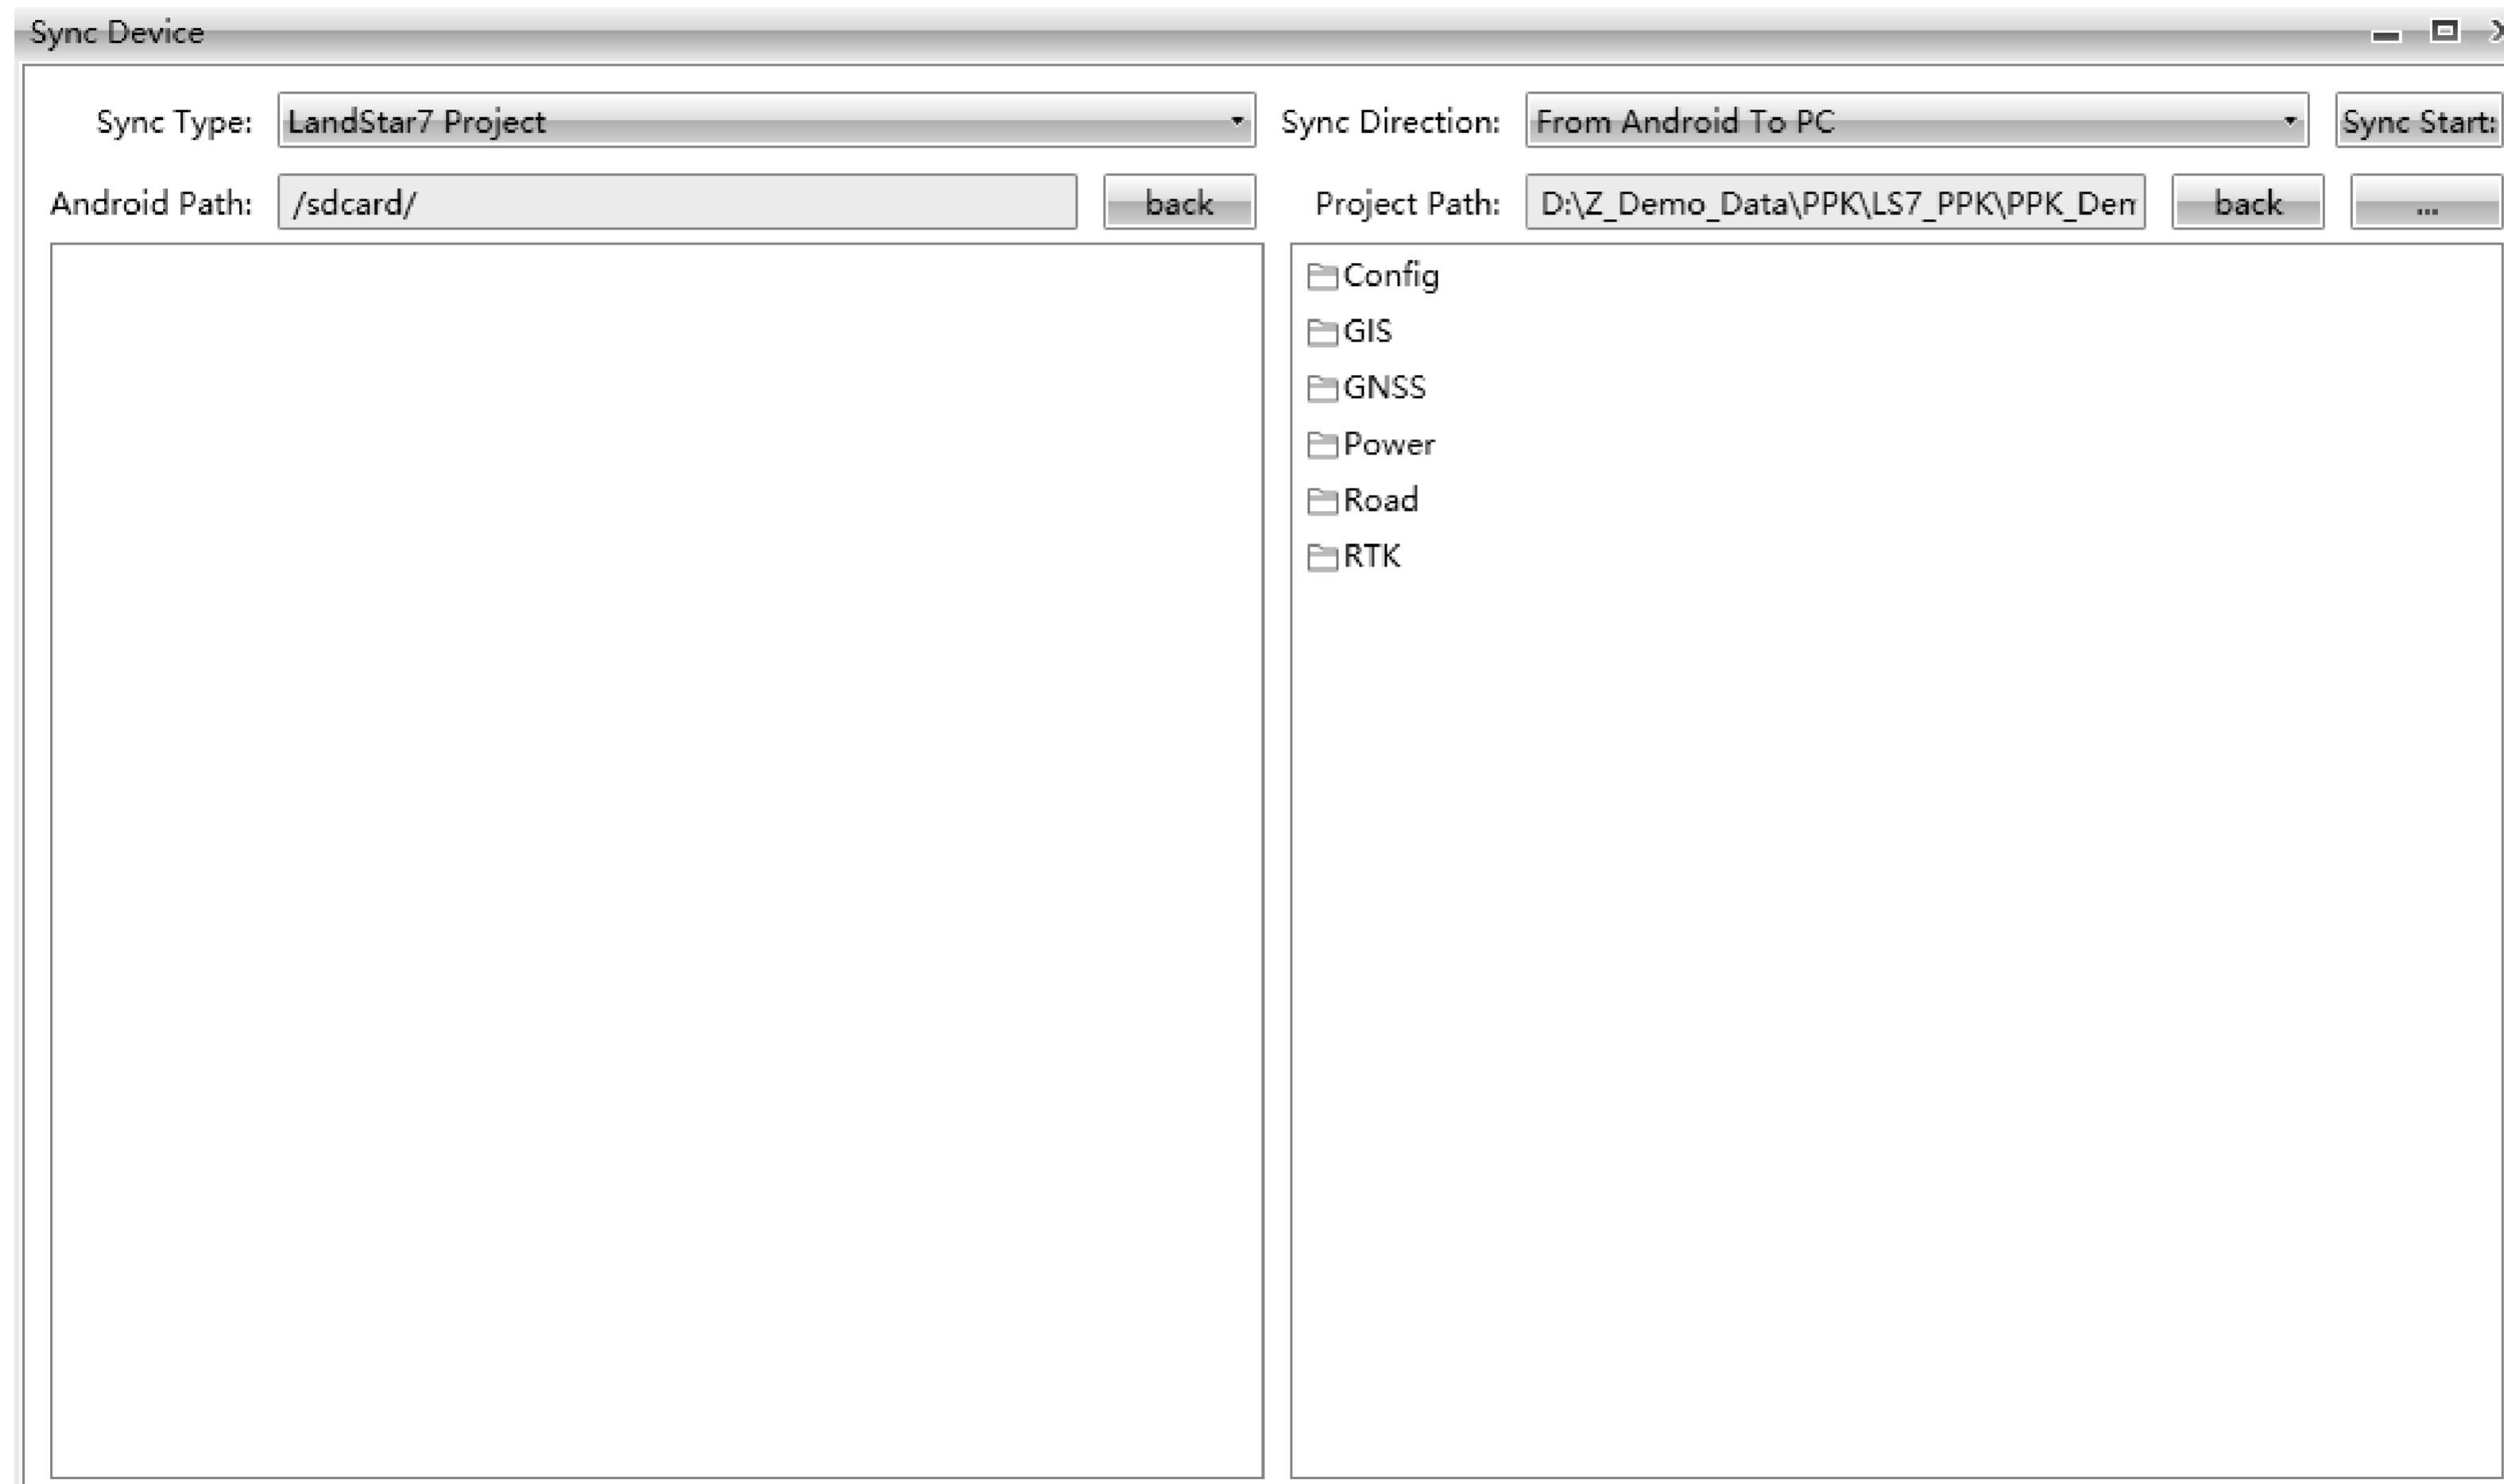 Sync Device
Sync Type: LandStar7 Project Sync Direction: From Android To PC Sync Start:
Android Path: /sdcard/ back Project Path: D:\Z_Demo_Data\PPK\LS7_PPK\PPK_Dem back ...
Config
GIS
GNSS
Power
Road
RTK